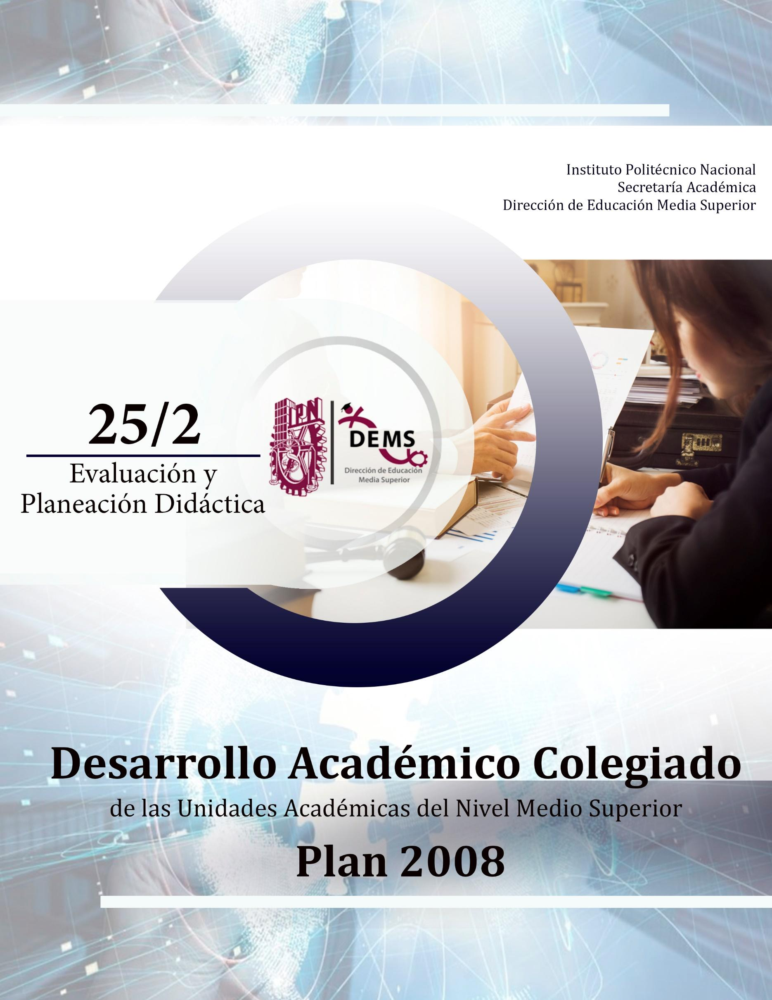 Instituto Politécnico Nacional
Secretaría Académica
Dirección de Educación Media Superior
25/2
Evaluación y
Planeación Didáctica
IPN
DEMS
Dirección de Educación
Media Superior
Desarrollo Académico Colegiado
de las Unidades Académicas del Nivel Medio Superior
Plan 2008